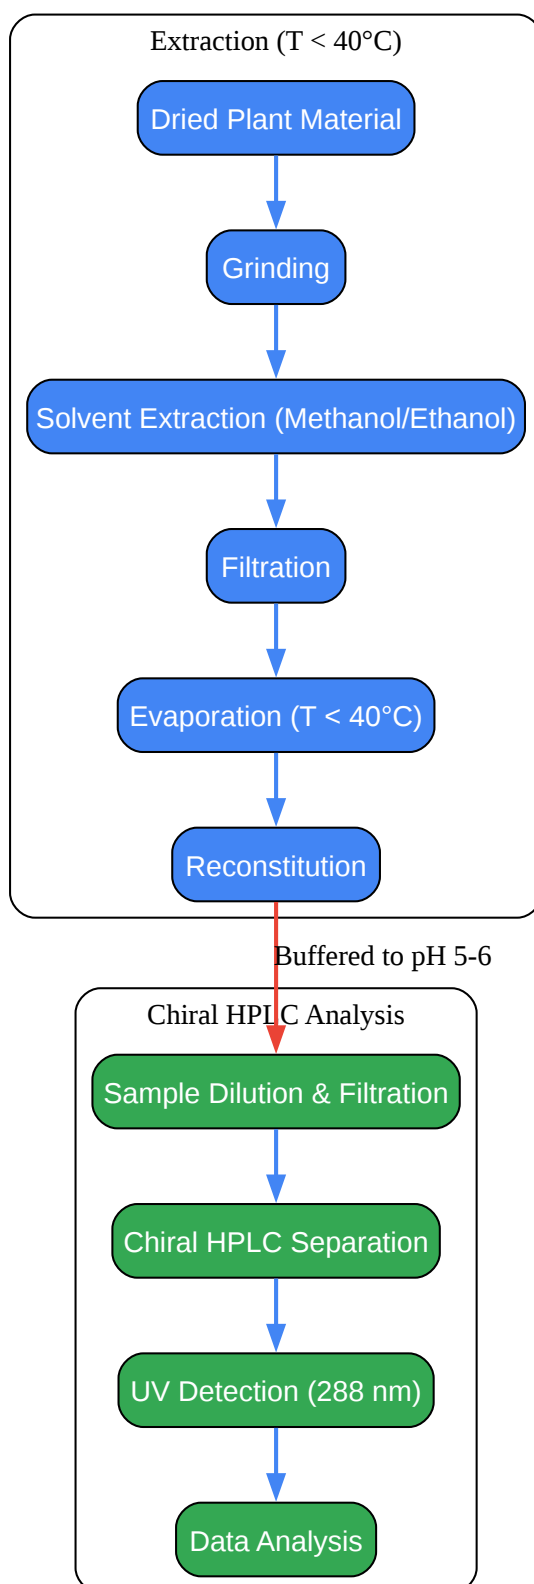 Extraction (T < 40°C)
Dried Plant Material
Grinding
Solvent Extraction (Methanol/Ethanol)
Filtration
Evaporation (T < 40°C)
Reconstitution
Buffered to pH 5-6
Chiral HPLC Analysis
Sample Dilution & Filtration
Chiral HPLC Separation
UV Detection (288 nm)
Data Analysis